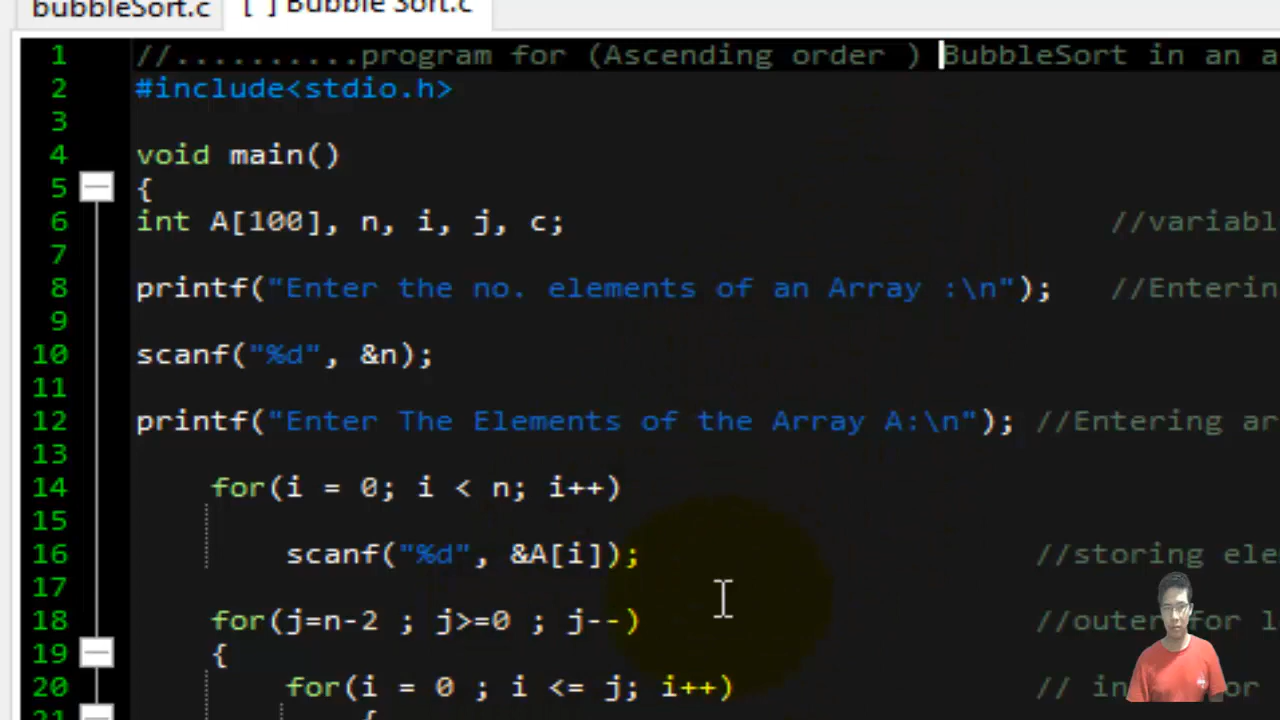 bubbleSort.c [ ] Bubble Sort.c
1 //..........program for (Ascending order ) BubbleSort in an a
2 #include<stdio.h>
3
4 void main()
5 {
6 int A[100], n, i, j, c; //variabl
7
8 printf("Enter the no. elements of an Array :\n"); //Enterin
9
10 scanf("%d", &n);
11
12 printf("Enter The Elements of the Array A:\n"); //Entering ar
13
14 for(i = 0; i < n; i++)
15
16 scanf("%d", &A[i]); //storing ele
17
18 for(j=n-2 ; j>=0 ; j--) //outer for l
19 {
20 for(i = 0 ; i <= j; i++) // in or
21 {